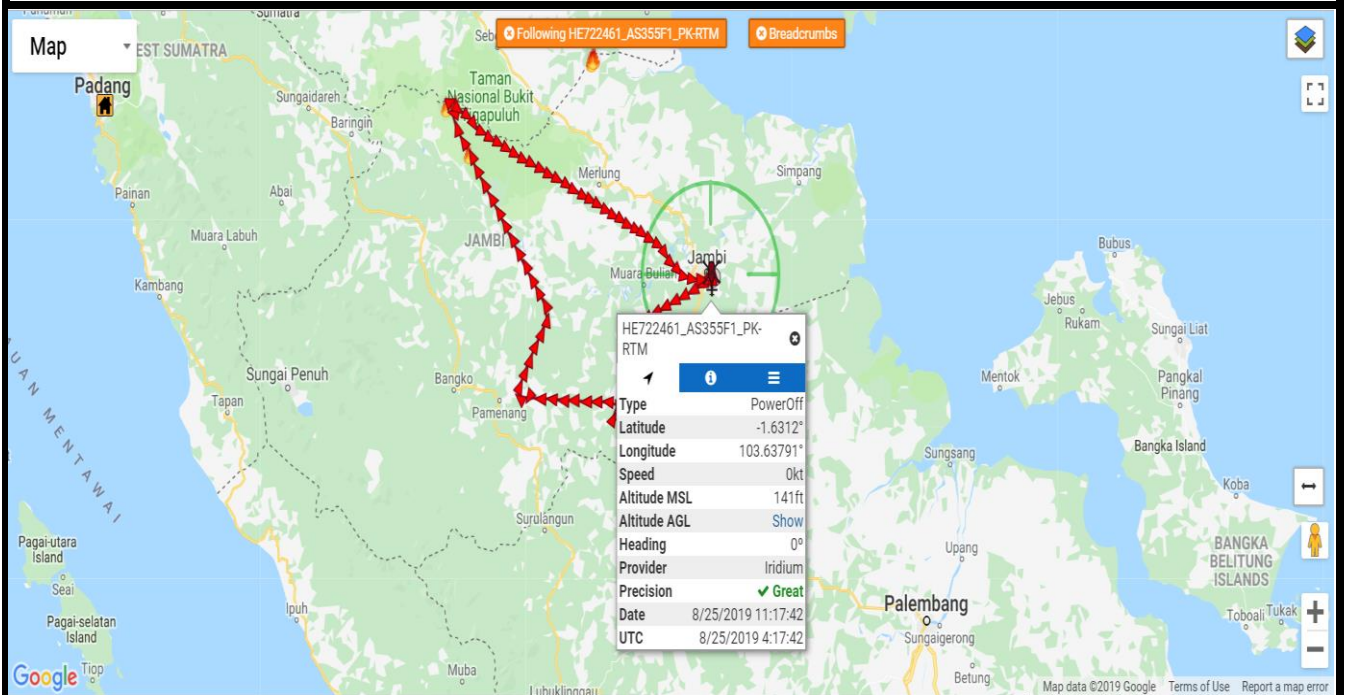 Sumatra
Map
EST SUMATRA
Seb
Following HE722461_AS355F1_PK-RTM
Breadcrumbs
Padang
Taman
Nasional Bukit
Sungaidareh
Baringin
Merlung
Simpang
Painan
Abai
Muara Labuh
JAMBI
Jambi
Muara Bulian
Bubus
Kambang
Jebus
Rukam
Sungai Liat
HE722461_AS355F1_PK-
RTM
Sungai Penuh
Bangko
Mentok
Pangkal
Pinang
Tapan
Pamenang
UAN MENTAWAI
Type PowerOff
Latitude -1.6312°
Longitude 103.63791°
Speed 0kt
Altitude MSL 141ft
Altitude AGL Show
Heading 0°
Provider Iridium
Precision Great
Date 8/25/2019 11:17:42
UTC 8/25/2019 4:17:42
Sungsang
Bangka Island
Koba
Surulangun
Pagai-utara
Island
Upang
BANGKA
BELITUNG
ISLANDS
Seai
Ipuh
Palembang
Toboali
Tukak
Pagai-selatan
Island
Sungaigerong
Google
Tiop
Muba
Lubuklinggau
Betung
Map data ©2019 Google
Terms of Use
Report a map error